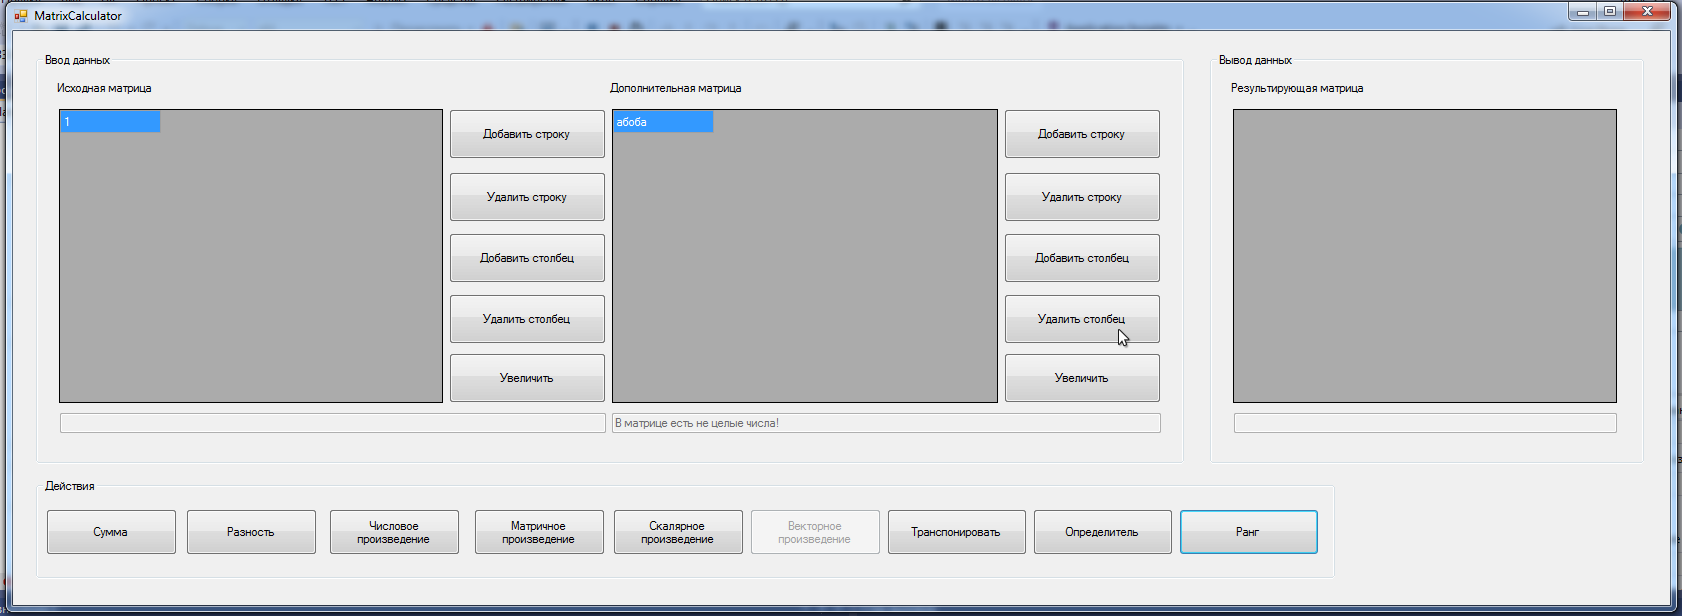 MatrixCalculator
Ввод данных
Вывод данных
Исходная матрица
Дополнительная матрица
Результирующая матрица
1
абоба
Добавить строку
Добавить строку
Удалить строку
Удалить строку
Добавить столбец
Добавить столбец
Удалить столбец
Удалить столбец
Увеличить
Увеличить
В матрице есть не целые числа!
Действия
Сумма
Разность
Числовое
произведение
Матричное
произведение
Скалярное
произведение
Векторное
произведение
Транспонировать
Определитель
Ранг